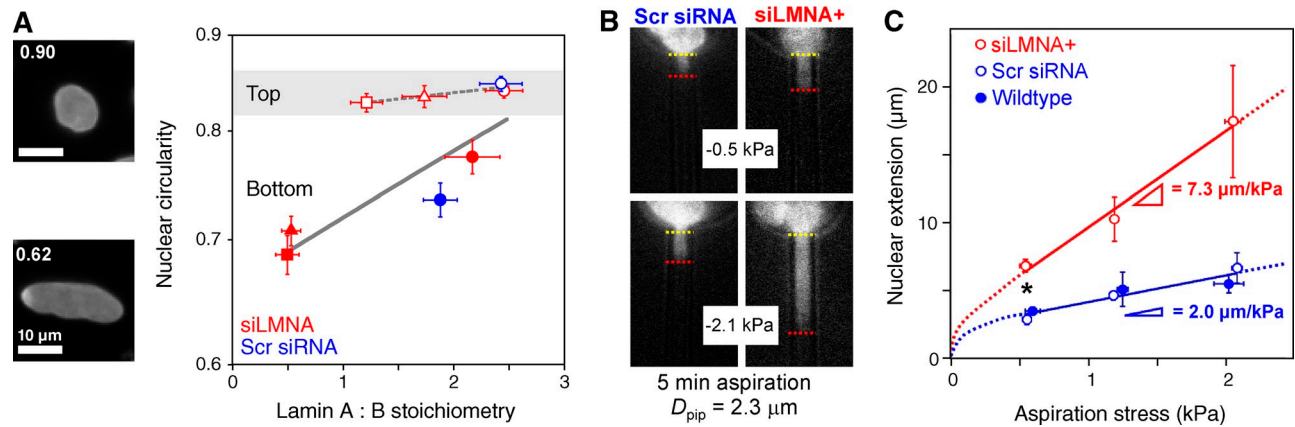 A
0.90
0.62
10 µm
Nuclear circularity
0.9
0.8
0.7
0.6
Top
Bottom
siLMNA
Scr siRNA
0 1 2 3
Lamin A : B stoichiometry
B
Scr siRNA siLMNA+
-0.5 kPa
-2.1 kPa
5 min aspiration
Dpip = 2.3 µm
C
Nuclear extension (µm)
20
10
0
siLMNA+
Scr siRNA
Wildtype
= 7.3 µm/kPa
*
= 2.0 µm/kPa
0 1 2
Aspiration stress (kPa)